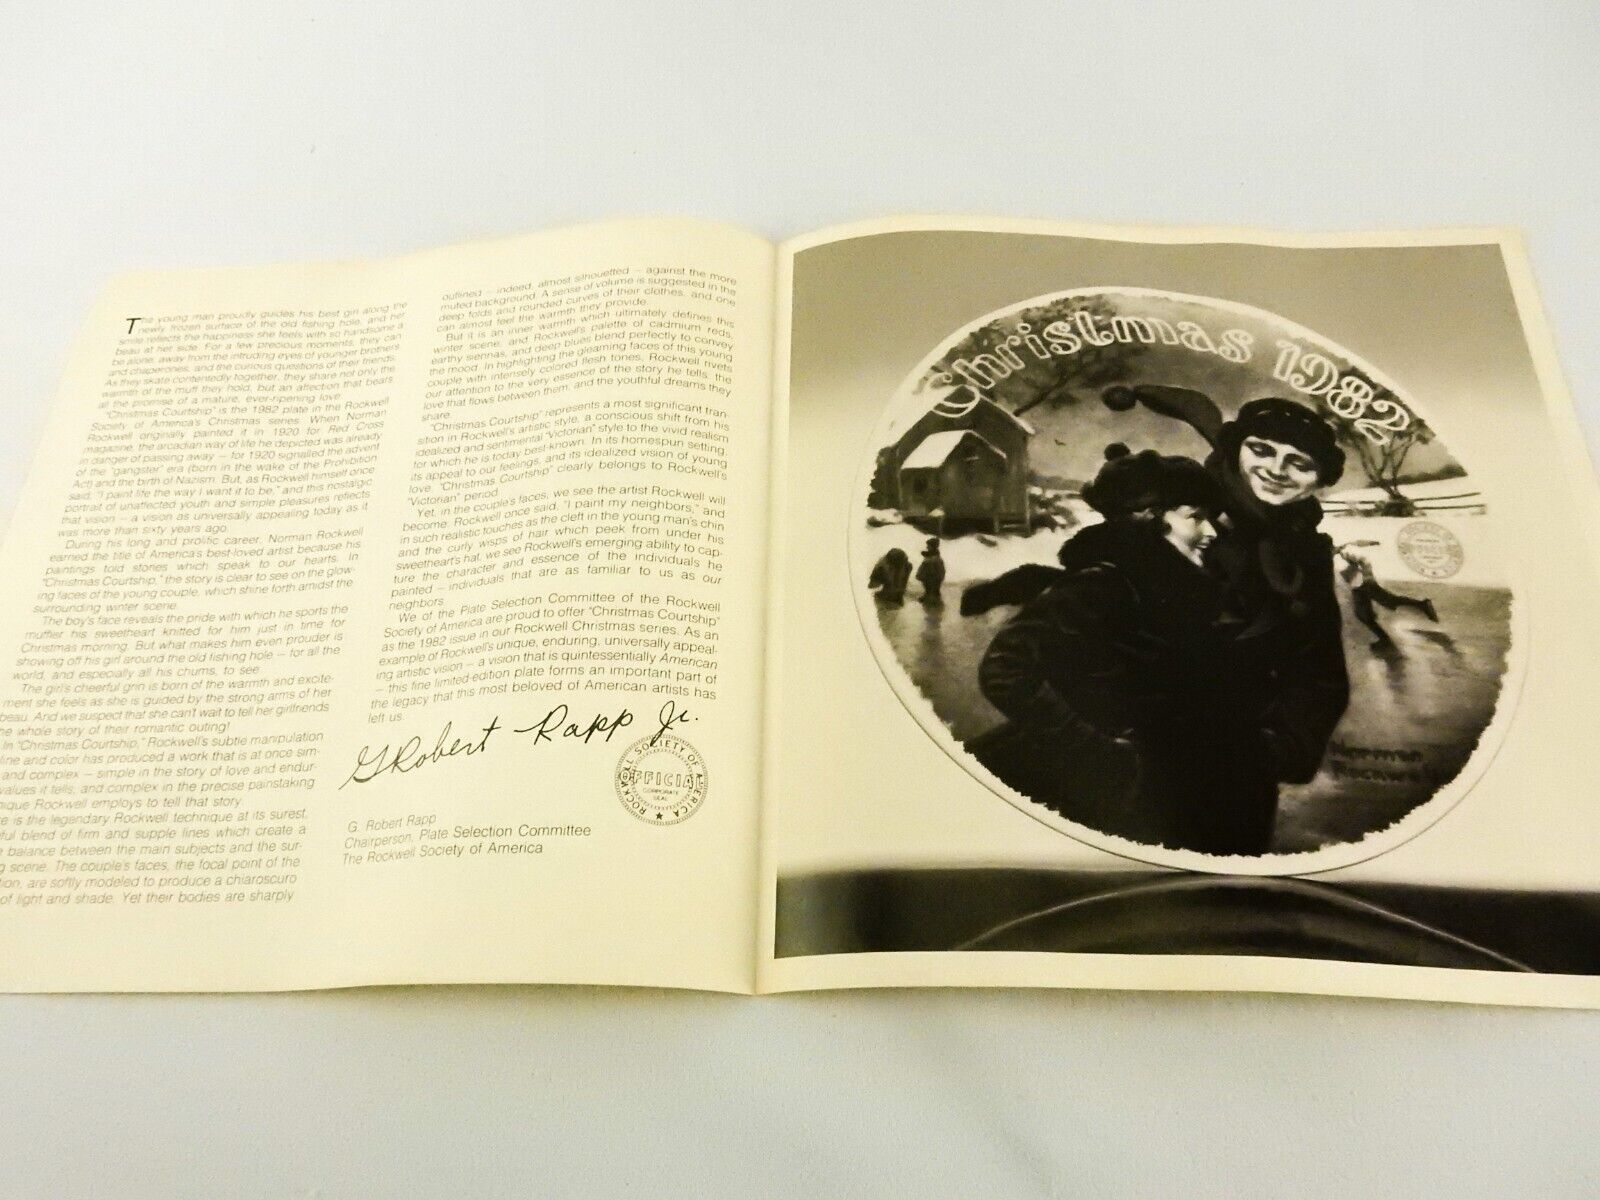 The young man proudly guides his best girl along the
newly frozen surface of the old fishing hole, and her
smile reflects the happiness she feels with so handsome a
beau at her side. For a few precious moments, they can
be alone, away from the intruding eyes of younger brothers
and chaperones, and the curious questions of their friends.
As they skate contentedly together, they share not only the
warmth of the muff they hold, but an affection that bears
all the promise of a mature, ever-ripening love.
"Christmas Courtship" is the 1982 plate in the Rockwell
Society of America's Christmas series. When Norman
Rockwell originally painted it in 1920 for Red Cross
magazine, the arcadian way of life he depicted was already
in danger of passing away – for 1920 signalled the advent
of the "gangster" era (born in the wake of the Prohibition
Act) and the birth of Nazism. But, as Rockwell himself once
said, "I paint life the way I want it to be," and this nostalgic
portrait of unaffected youth and simple pleasures reflects
that vision – a vision as universally appealing today as it
was more than sixty years ago.
During his long and prolific career, Norman Rockwell
earned the title of America's best-loved artist because his
paintings told stories which speak to our hearts. In
"Christmas Courtship," the story is clear to see on the glow-
ing faces of the young couple, which shine forth amidst the
surrounding winter scene.
The boy's face reveals the pride with which he sports the
muffler his sweetheart knitted for him just in time for
Christmas morning. But what makes him even prouder is
showing off his girl around the old fishing hole – for all the
world, and especially all his chums, to see.
The girl's cheerful grin is born of the warmth and excite-
ment she feels as she is guided by the strong arms of her
beau. And we suspect that she can't wait to tell her girlfriends
he whole story of their romantic outing!
In "Christmas Courtship," Rockwell's subtle manipulation
line and color has produced a work that is at once sim-
and complex – simple in the story of love and endur-
values it tells, and complex in the precise painstaking
nique Rockwell employs to tell that story.
re is the legendary Rockwell technique at its surest,
ful blend of firm and supple lines which create a
e balance between the main subjects and the sur-
g scene. The couple's faces, the focal point of the
tion, are softly modeled to produce a chiaroscuro
of light and shade. Yet their bodies are sharply
outlined – indeed, almost silhouetted – against the more
muted background. A sense of volume is suggested in the
deep folds and rounded curves of their clothes, and one
can almost feel the warmth they provide.
But it is an inner warmth which ultimately defines this
winter scene, and Rockwell's palette of cadmium reds,
earthy siennas, and deep blues blend perfectly to convey
the mood. In highlighting the gleaming faces of this young
couple with intensely colored flesh tones, Rockwell rivets
our attention to the very essence of the story he tells, the
love that flows between them, and the youthful dreams they
share.
"Christmas Courtship" represents a most significant tran-
sition in Rockwell's artistic style, a conscious shift from his
idealized and sentimental "Victorian" style to the vivid realism
for which he is today best-known. In its homespun setting,
its appeal to our feelings, and its idealized vision of young
love, "Christmas Courtship" clearly belongs to Rockwell's
"Victorian" period.
Yet, in the couple's faces, we see the artist Rockwell will
become. Rockwell once said, "I paint my neighbors," and
in such realistic touches as the cleft in the young man's chin
and the curly wisps of hair which peek from under his
sweetheart's hat, we see Rockwell's emerging ability to cap-
ture the character and essence of the individuals he
painted – individuals that are as familiar to us as our
neighbors.
We of the Plate Selection Committee of the Rockwell
Society of America are proud to offer "Christmas Courtship"
as the 1982 issue in our Rockwell Christmas series. As an
example of Rockwell's unique, enduring, universally appeal-
ing artistic vision – a vision that is quintessentially American
– this fine limited-edition plate forms an important part of
the legacy that this most beloved of American artists has
left us.
G Robert Rapp Jr.
ROCKWELL SOCIETY OF AMERICA
OFFICIAL
CORPORATE
SEAL
G. Robert Rapp
Chairperson, Plate Selection Committee
The Rockwell Society of America
Christmas 1982
Norman
Rockwell